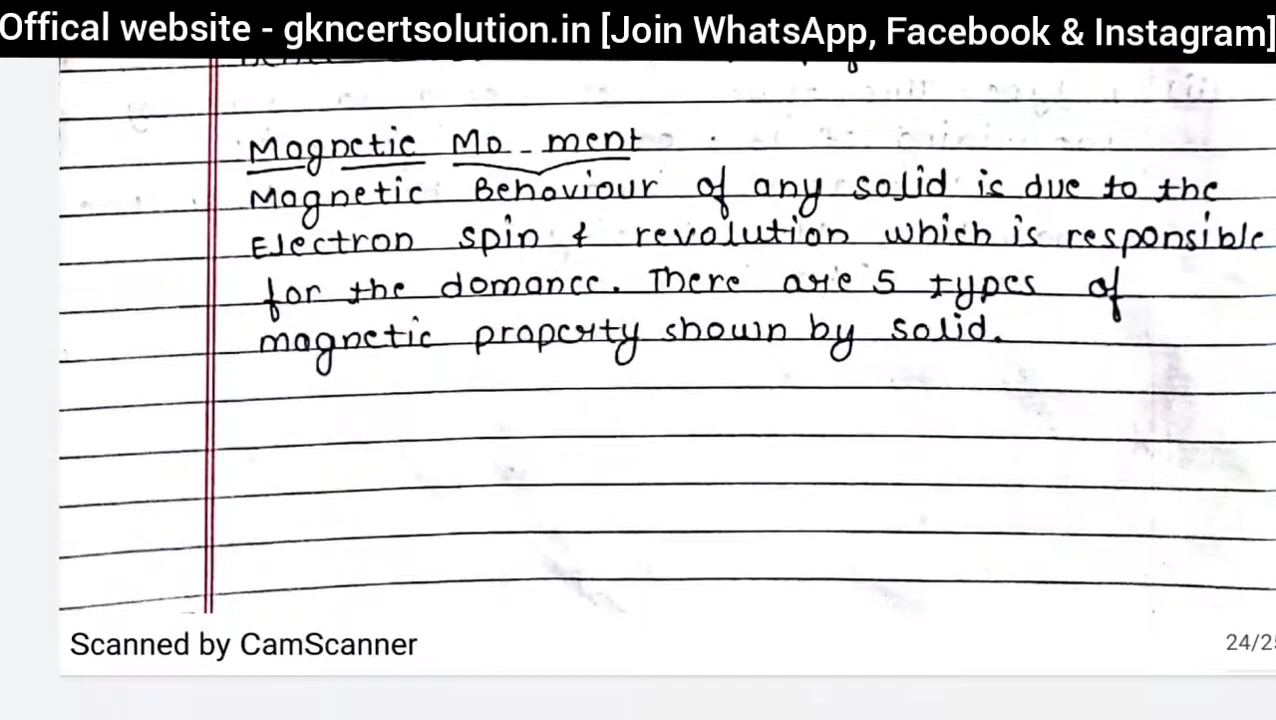 Offical website - gkncertsolution.in [Join WhatsApp, Facebook & Instagram]
Magnetic Mo-ment
Magnetic Behaviour of any solid is due to the
Electron spin & revolution which is responsible
for the domance. There are 5 types of
magnetic property shown by solid.
Scanned by CamScanner
24/25